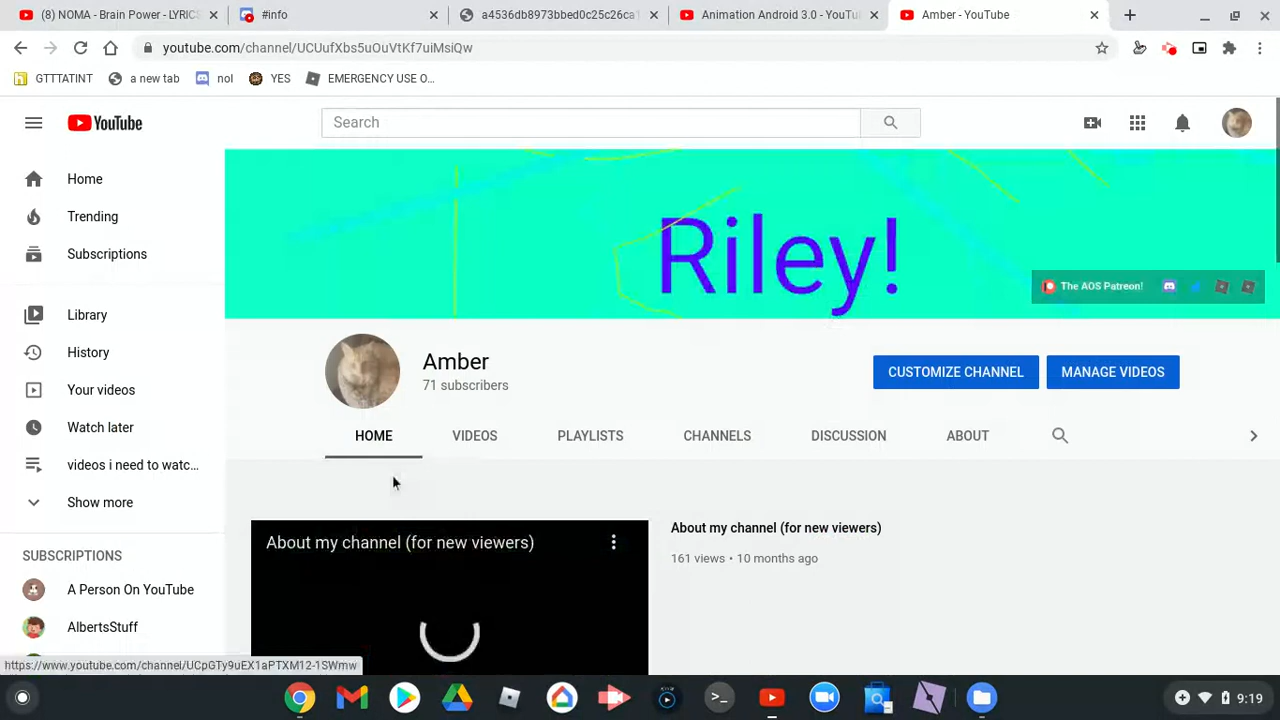 (8) NOMA - Brain Power - LYRICS
#info
a4536db8973bbed0c25c26ca1
Animation Android 3.0 - YouTu
Amber - YouTube
youtube.com/channel/UCUufXbs5uOuVtKf7uiMsiQw
GTTTATINT
a new tab
nol
YES
EMERGENCY USE O...
YouTube
Search
Home
Trending
Subscriptions
Library
History
Your videos
Watch later
videos i need to watc...
Show more
SUBSCRIPTIONS
A Person On YouTube
AlbertsStuff
Riley!
The AOS Patreon!
Amber
71 subscribers
CUSTOMIZE CHANNEL
MANAGE VIDEOS
HOME
VIDEOS
PLAYLISTS
CHANNELS
DISCUSSION
ABOUT
About my channel (for new viewers)
About my channel (for new viewers)
161 views • 10 months ago
https://www.youtube.com/channel/UCpGTy9uEX1aPTXM12-1SWmw
9:19